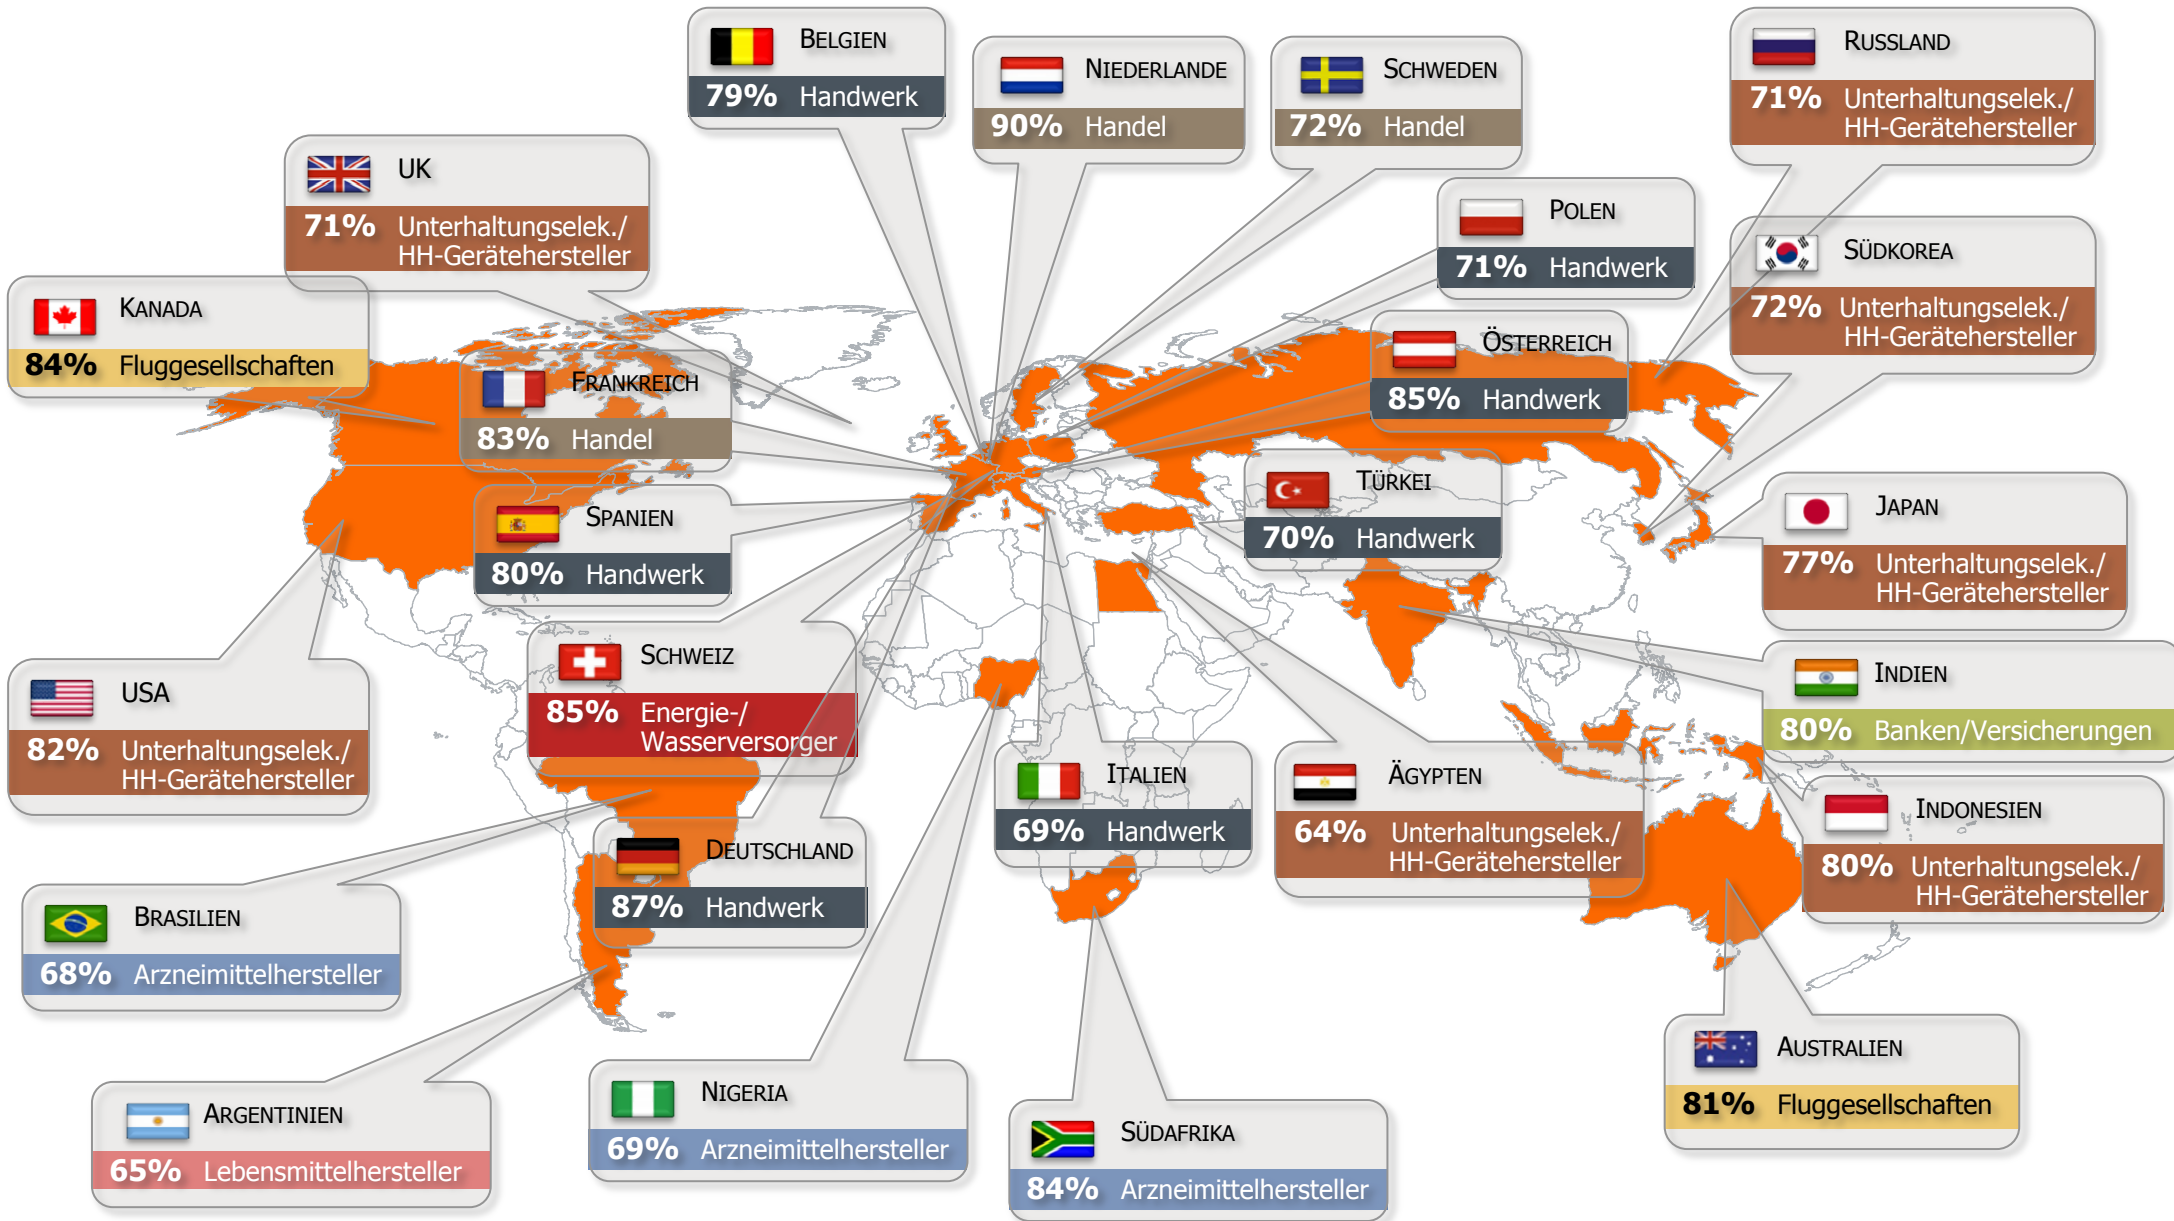 BELGIEN
79% Handwerk
NIEDERLANDE
90% Handel
SCHWEDEN
72% Handel
RUSSLAND
71% Unterhaltungselek./
HH-Gerätehersteller
UK
71% Unterhaltungselek./
HH-Gerätehersteller
POLEN
71% Handwerk
SÜDKOREA
72% Unterhaltungselek./
HH-Gerätehersteller
KANADA
84% Fluggesellschaften
FRANKREICH
83% Handel
ÖSTERREICH
85% Handwerk
SPANIEN
80% Handwerk
TÜRKEI
70% Handwerk
JAPAN
77% Unterhaltungselek./
HH-Gerätehersteller
USA
82% Unterhaltungselek./
HH-Gerätehersteller
SCHWEIZ
85% Energie-/
Wasserversorger
INDIEN
80% Banken/Versicherungen
ITALIEN
69% Handwerk
ÄGYPTEN
64% Unterhaltungselek./
HH-Gerätehersteller
INDONESIEN
80% Unterhaltungselek./
HH-Gerätehersteller
DEUTSCHLAND
87% Handwerk
BRASILIEN
68% Arzneimittelhersteller
ARGENTINIEN
65% Lebensmittelhersteller
NIGERIA
69% Arzneimittelhersteller
SÜDAFRIKA
84% Arzneimittelhersteller
AUSTRALIEN
81% Fluggesellschaften